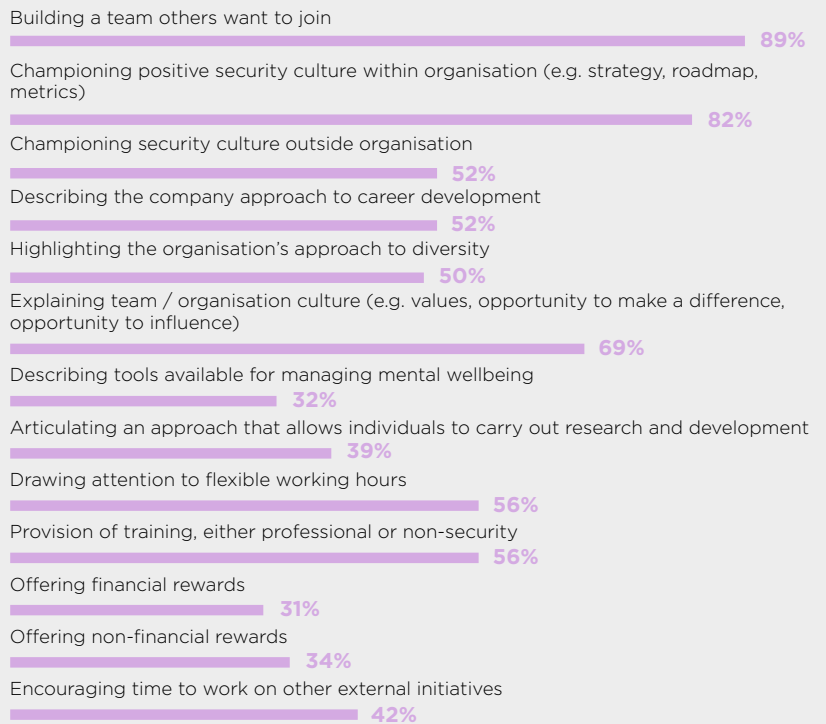 Building a team others want to join
89%
Championing positive security culture within organisation (e.g. strategy, roadmap,
metrics)
82%
Championing security culture outside organisation
52%
Describing the company approach to career development
52%
Highlighting the organisation’s approach to diversity
50%
Explaining team / organisation culture (e.g. values, opportunity to make a difference,
opportunity to influence)
69%
Describing tools available for managing mental wellbeing
32%
Articulating an approach that allows individuals to carry out research and development
39%
Drawing attention to flexible working hours
56%
Provision of training, either professional or non-security
56%
Offering financial rewards
31%
Offering non-financial rewards
34%
Encouraging time to work on other external initiatives
42%